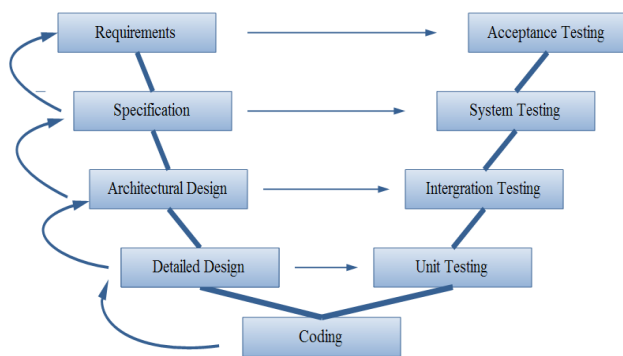 Requirements
Acceptance Testing
Specification
System Testing
Architectural Design
Intergration Testing
Detailed Design
Unit Testing
Coding